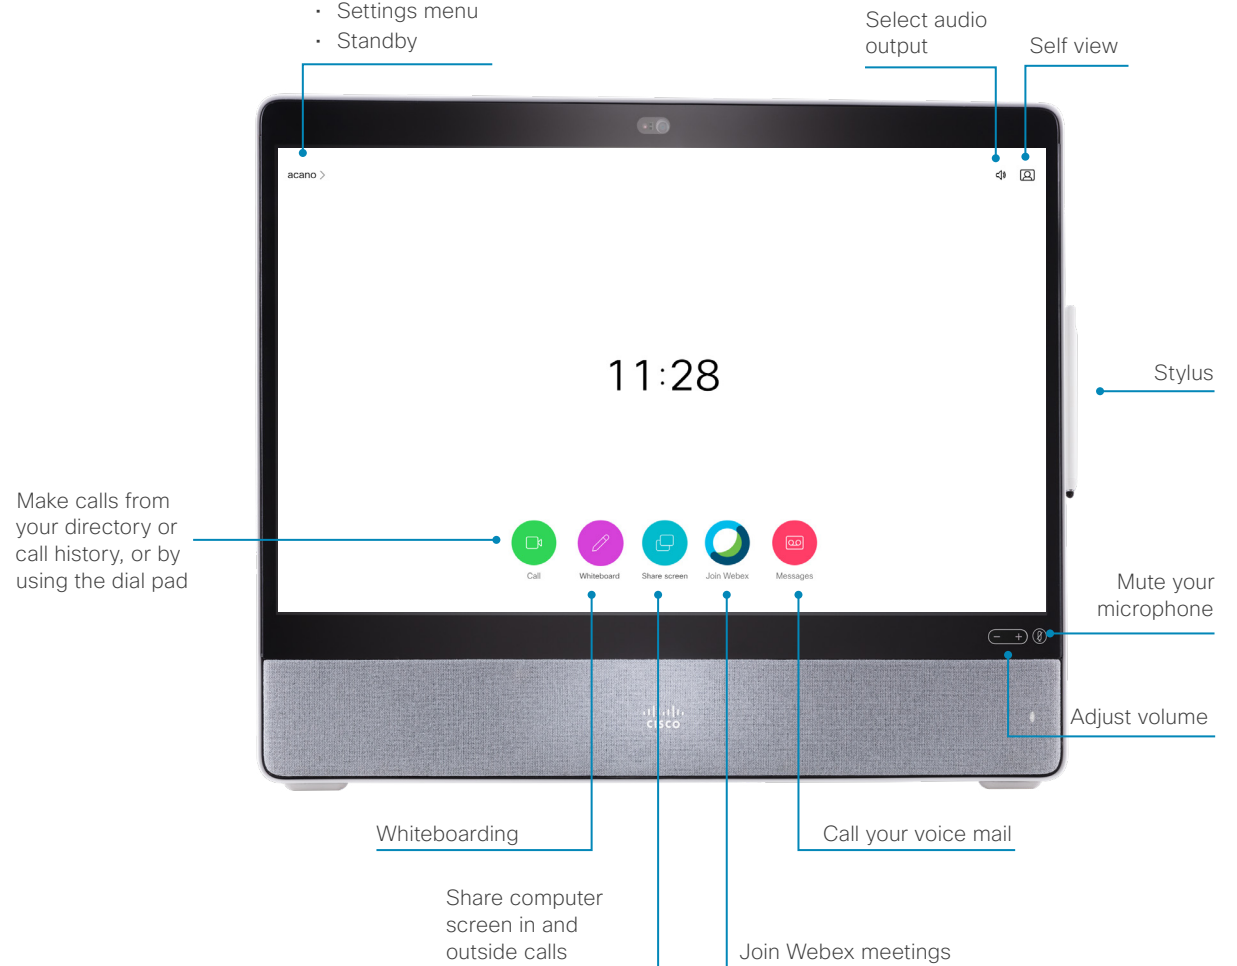 · Settings menu
· Standby
Select audio
output
Self view
acano >
11:28
Stylus
Make calls from
your directory or
call history, or by
using the dial pad
Call
Whiteboard
Share screen
Join Webex
Messages
Mute your
microphone
- +
CISCO
Adjust volume
Whiteboarding
Call your voice mail
Share computer
screen in and
outside calls
Join Webex meetings